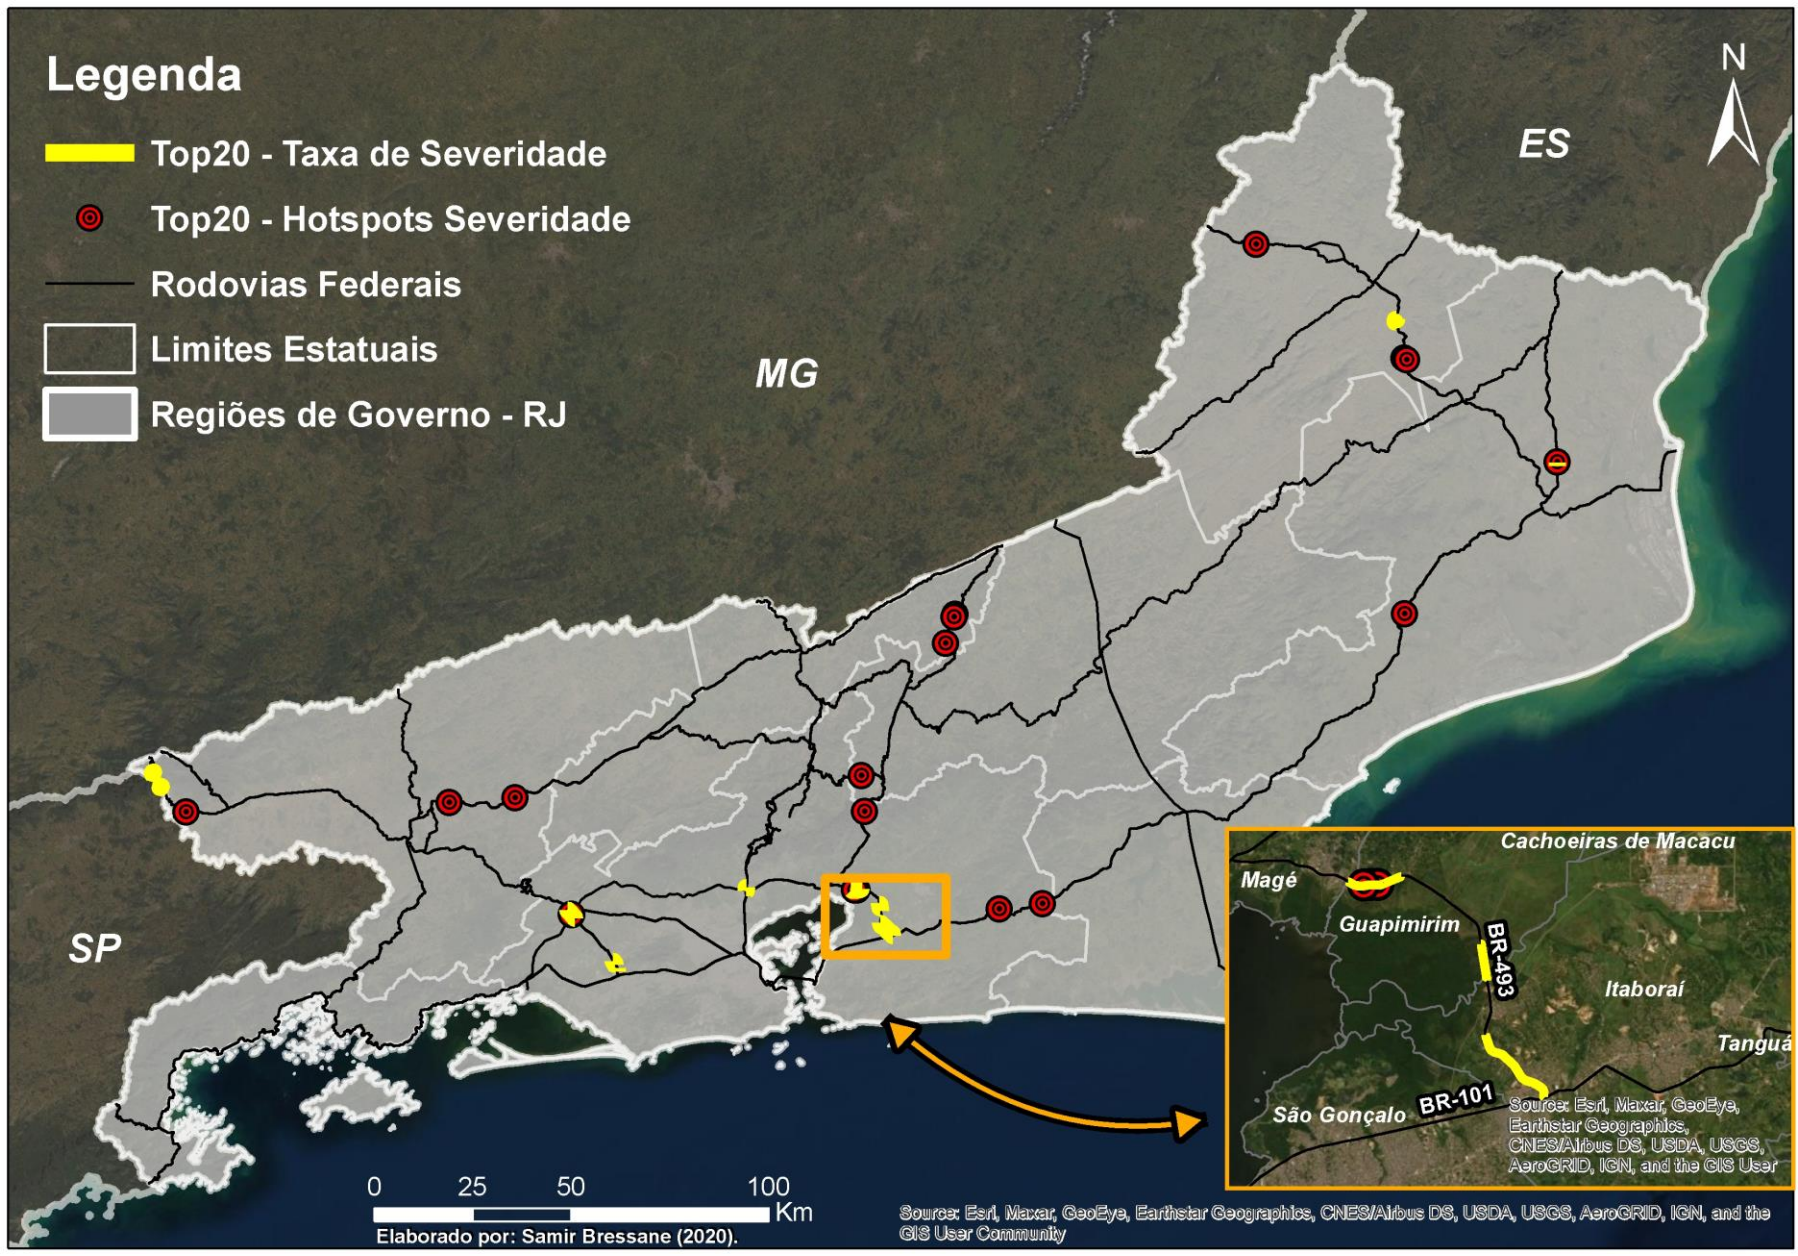 Legenda
Top20 - Taxa de Severidade
Top20 - Hotspots Severidade
Rodovias Federais
Limites Estatuais
Regiões de Governo - RJ
N
ES
MG
SP
Cachoeiras de Macacu
Magé
Guapimirim
BR-493
Itaboraí
Tanguá
BR-101
São Gonçalo
Source: Esri, Maxar, GeoEye,
Earthstar Geographics,
CNES/Airbus DS, USDA, USGS,
AeroGRID, IGN, and the GIS User
0 25 50 100
Km
Elaborado por: Samir Bressane (2020).
Source: Esri, Maxar, GeoEye, Earthstar Geographics, CNES/Airbus DS, USDA, USGS, AeroGRID, IGN, and the
GIS User Community